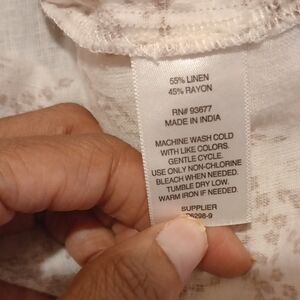 55% LINEN
45% RAYON
RN# 93677
MADE IN INDIA
MACHINE WASH COLD
WITH LIKE COLORS.
GENTLE CYCLE.
USE ONLY NON-CHLORINE
BLEACH WHEN NEEDED.
TUMBLE DRY LOW.
WARM IRON IF NEEDED.
SUPPLIER